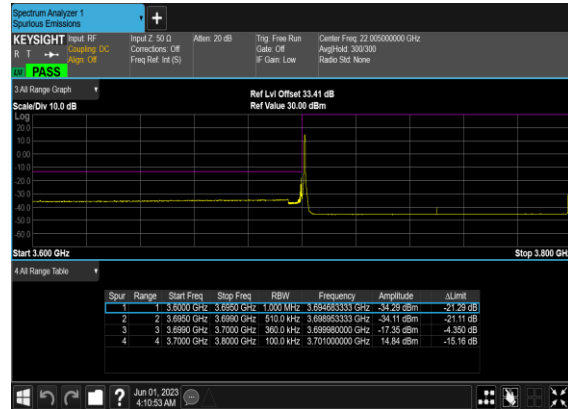 Spectrum Analyzer 1
Spurious Emissions
KEYSIGHT Input: RF
R T Coupling: DC
Align: Off
Input Z: 50 Ω
Corrections: Off
Freq Ref: Int (S)
Atten: 20 dB
Trig: Free Run
Gate: Off
IF Gain: Low
Center Freq: 22.005000000 GHz
Avg|Hold: 300/300
Radio Std: None
LW PASS
3 All Range Graph
Scale/Div 10.0 dB
Ref Lvl Offset 33.41 dB
Ref Value 30.00 dBm
Log
20.0
10.0
0.00
-10.0
-20.0
-30.0
-40.0
-50.0
-60.0
Start 3.600 GHz
Stop 3.800 GHz
4 All Range Table
Spur Range Start Freq Stop Freq RBW Frequency Amplitude ΔLimit
1 1 3.6000 GHz 3.6950 GHz 1.000 MHz 3.694683333 GHz -34.29 dBm -21.29 dB
2 2 3.6950 GHz 3.6990 GHz 510.0 kHz 3.698953333 GHz -34.11 dBm -21.11 dB
3 3 3.6990 GHz 3.7000 GHz 360.0 kHz 3.699980000 GHz -17.35 dBm -4.350 dB
4 4 3.7000 GHz 3.8000 GHz 100.0 kHz 3.701000000 GHz 14.84 dBm -15.16 dB
?
Jun 01, 2023
4:10:53 AM